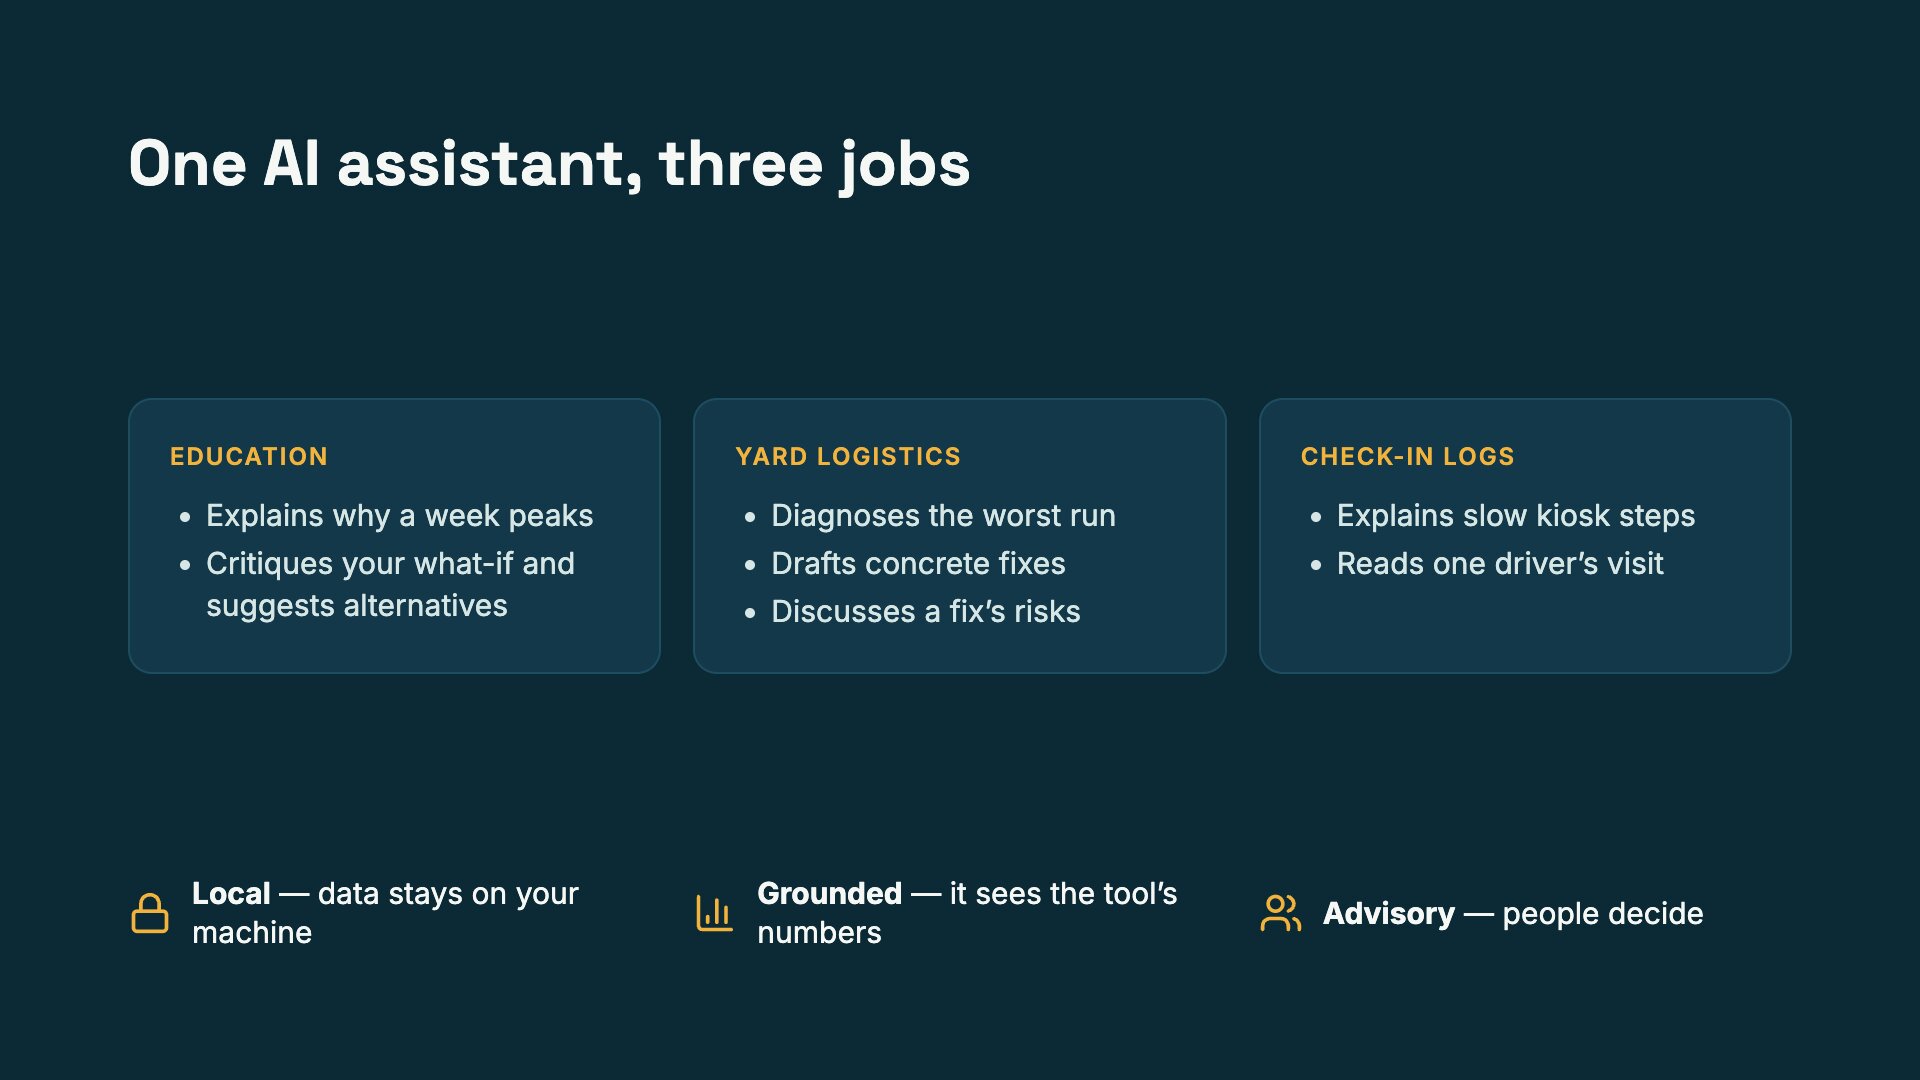 One AI assistant, three jobs
EDUCATION
• Explains why a week peaks
• Critiques your what-if and
suggests alternatives
YARD LOGISTICS
• Diagnoses the worst run
• Drafts concrete fixes
• Discusses a fix’s risks
CHECK-IN LOGS
• Explains slow kiosk steps
• Reads one driver’s visit
Local — data stays on your
machine
Grounded — it sees the tool’s
numbers
Advisory — people decide